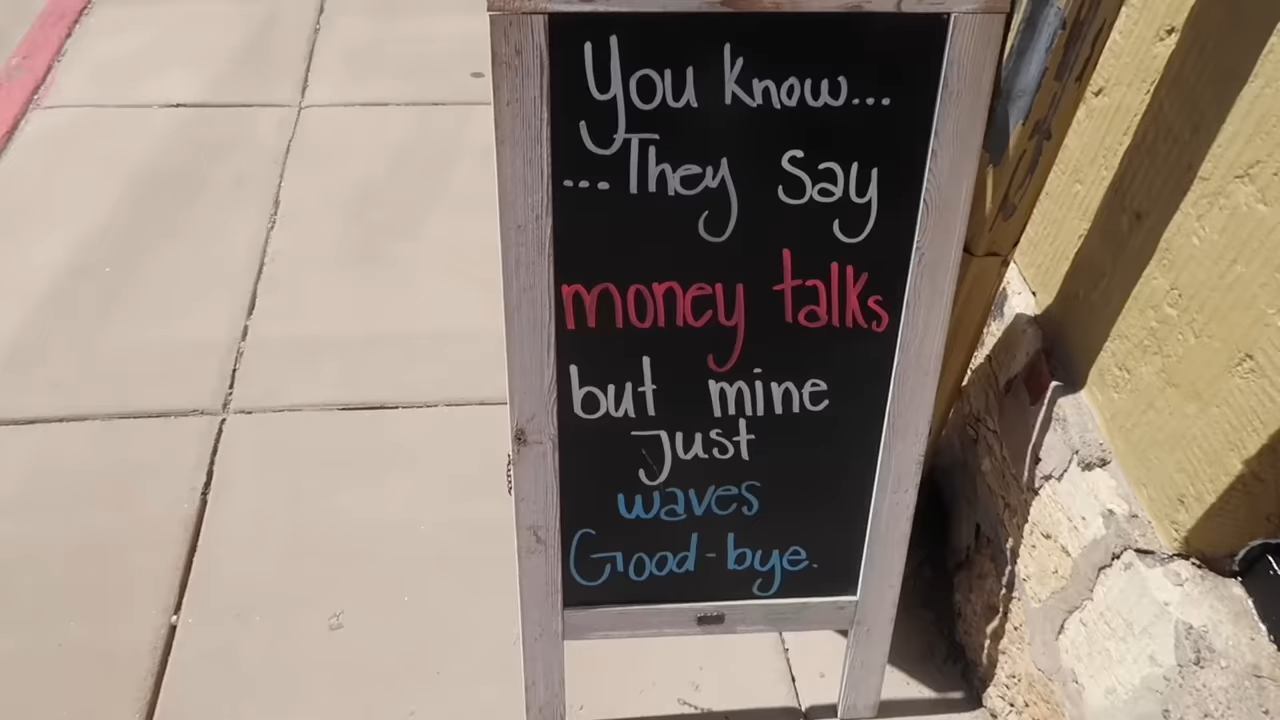 You know...
...They say
money talks
but mine
just
waves
Good-bye.